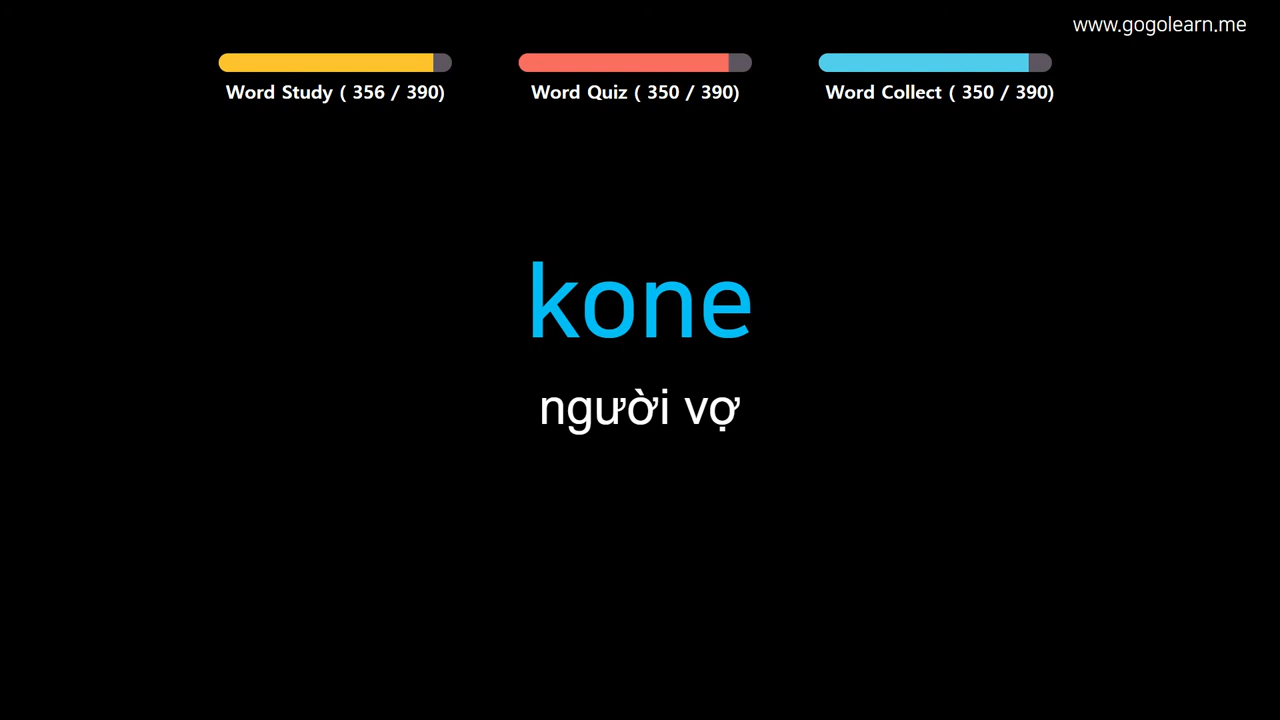 www.gogolearn.me
Word Study ( 356 / 390)
Word Quiz ( 350 / 390)
Word Collect ( 350 / 390)
kone
người vợ